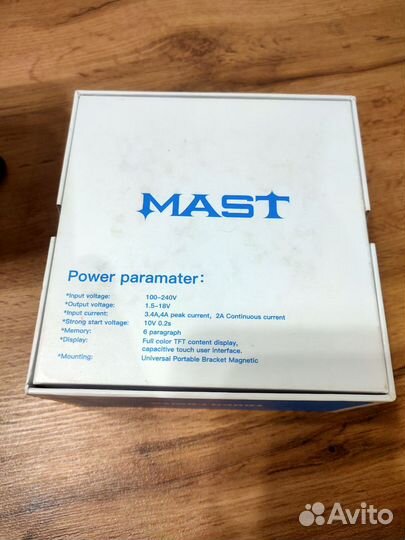 MAST
Power paramater:
*Input voltage: 100-240V
*Output voltage: 1.5-18V
*Input current: 3,4A,4A peak current, 2A Continuous current
*Strong start voltage: 10V 0.2s
*Memory: 6 paragraph
*Display: Full color TFT content display,
capacitive touch user interface.
*Mounting: Universal Portable Bracket Magnetic
Avito